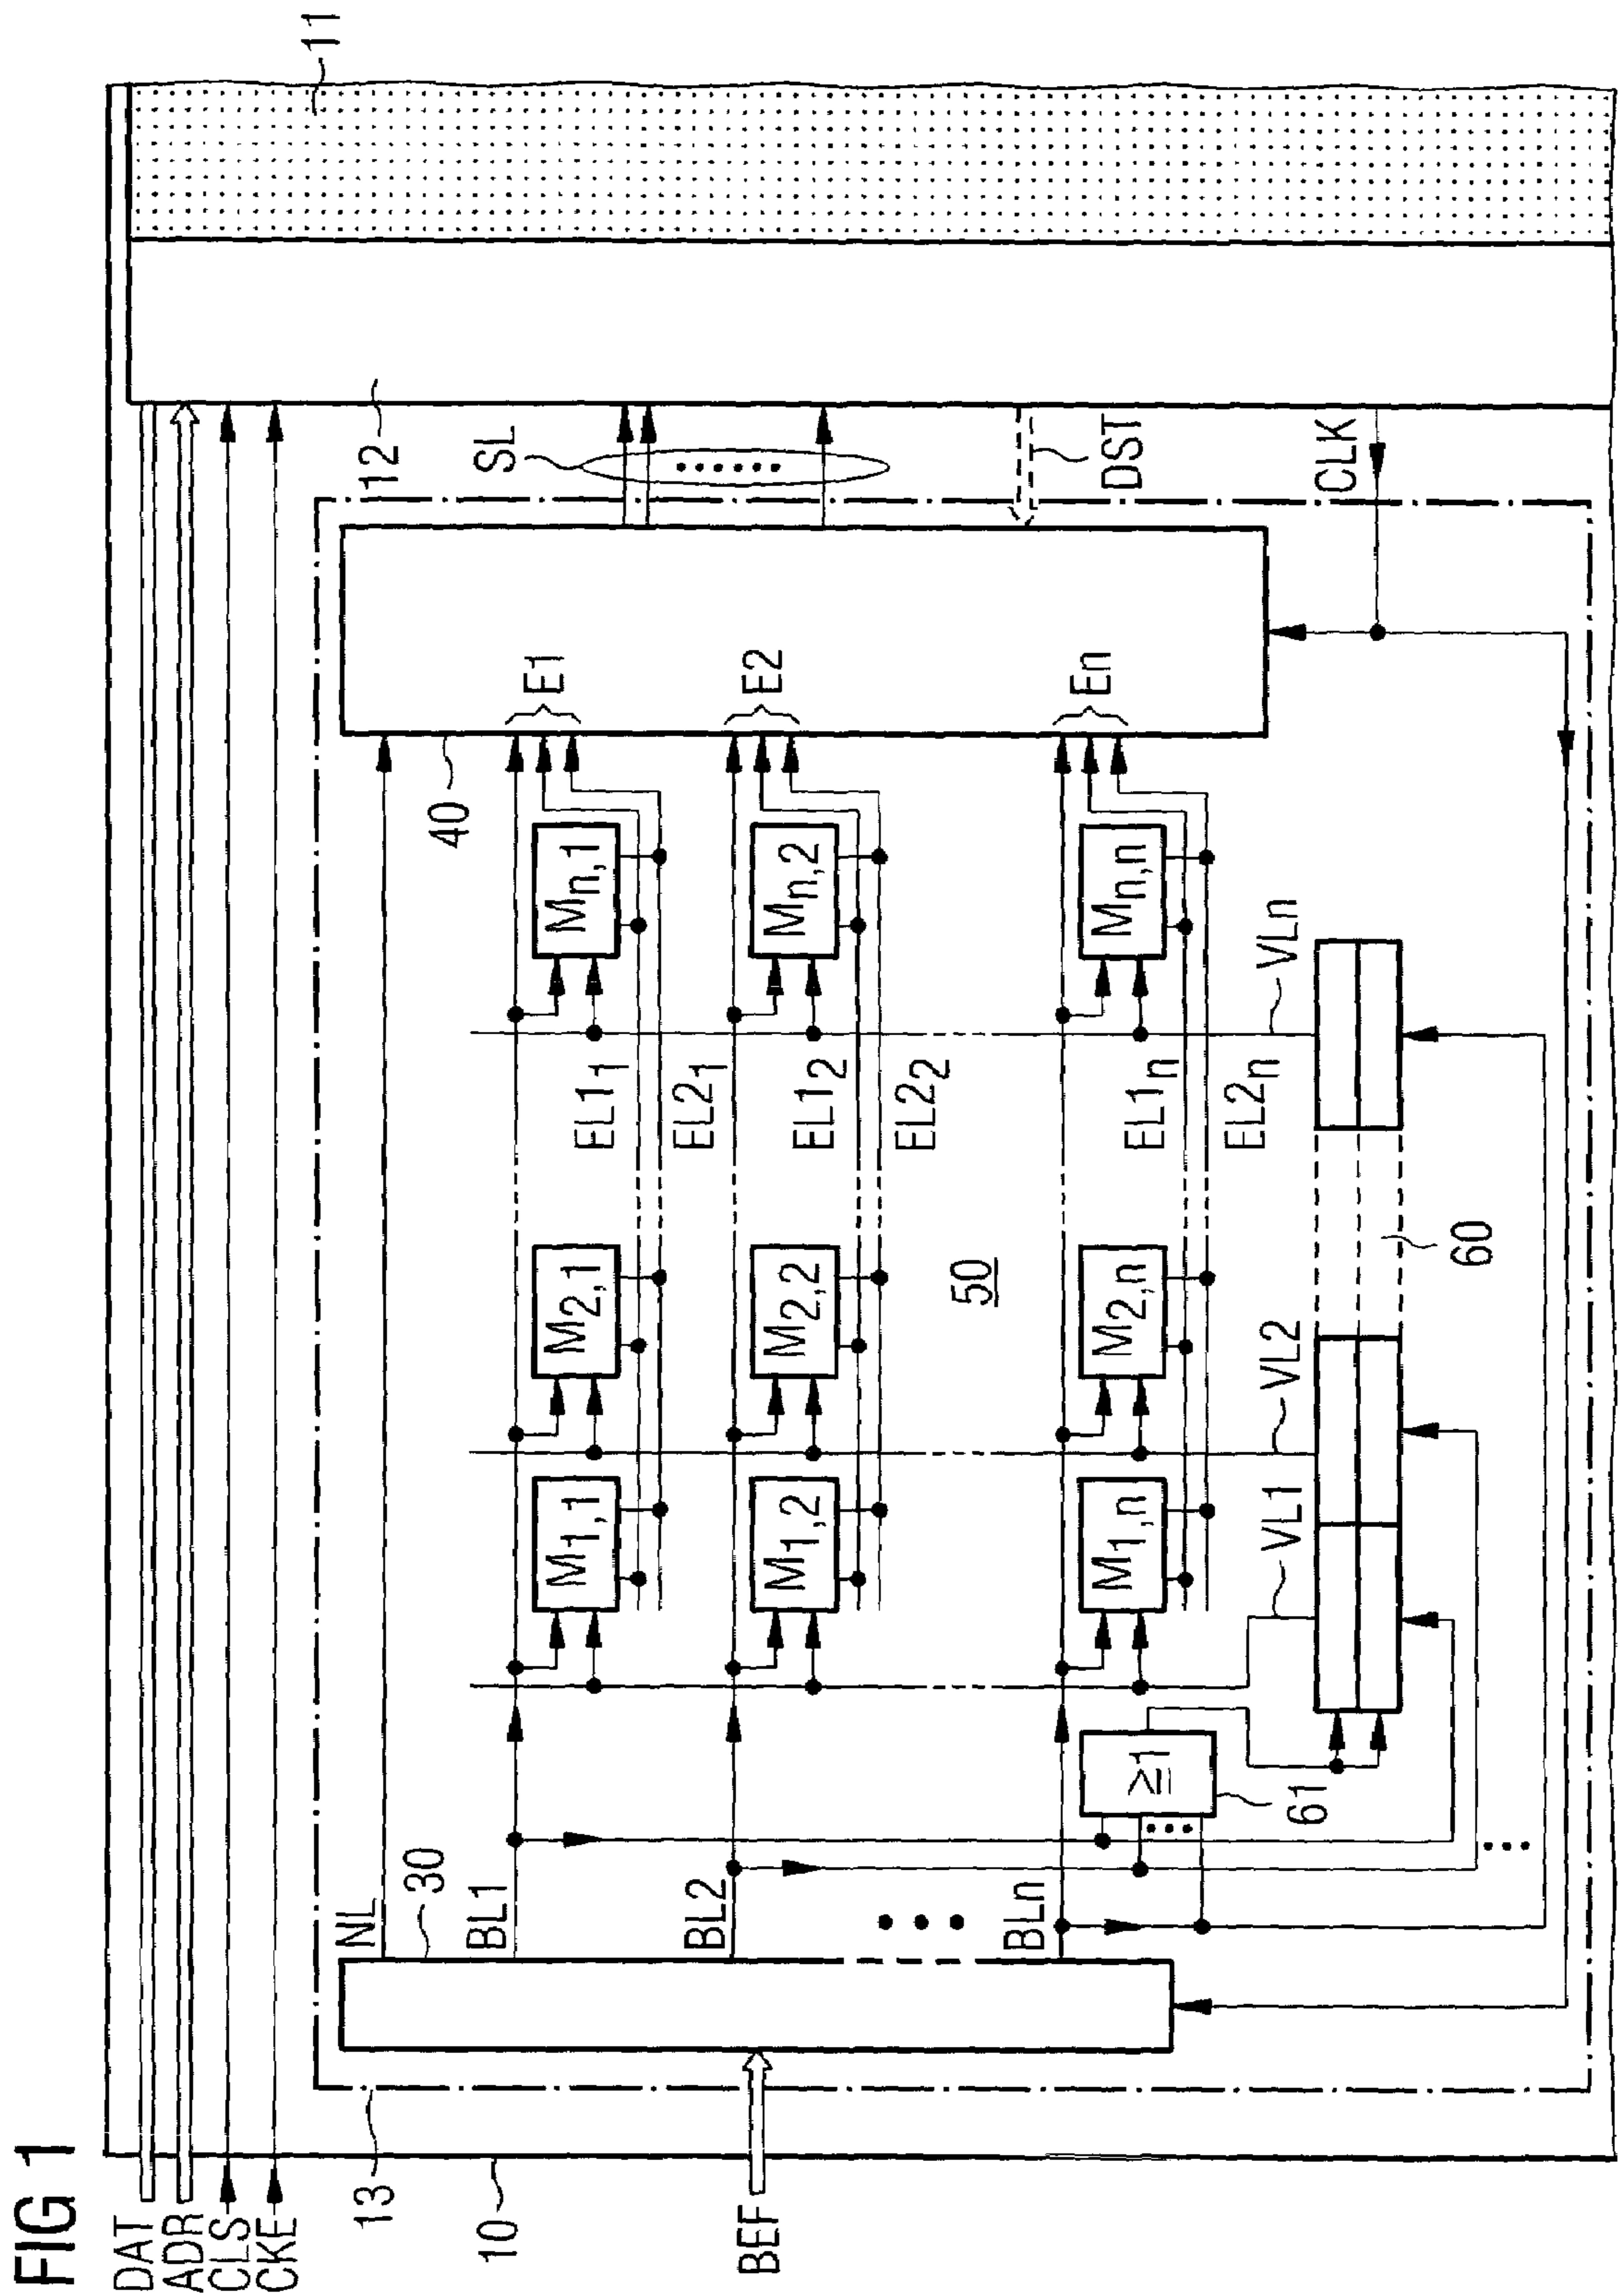 FIG 1
DAT
ADR
CLS
CKE
10
BEF
13
NL
30
BL1
BL2
BLn
≥1
61
M1,1
M2,1
Mn,1
EL11
EL21
M1,2
M2,2
Mn,2
EL12
EL22
50
M1,n
M2,n
Mn,n
EL1n
EL2n
VL1
VL2
VLn
60
40
E1
E2
En
SL
DST
CLK
12
11